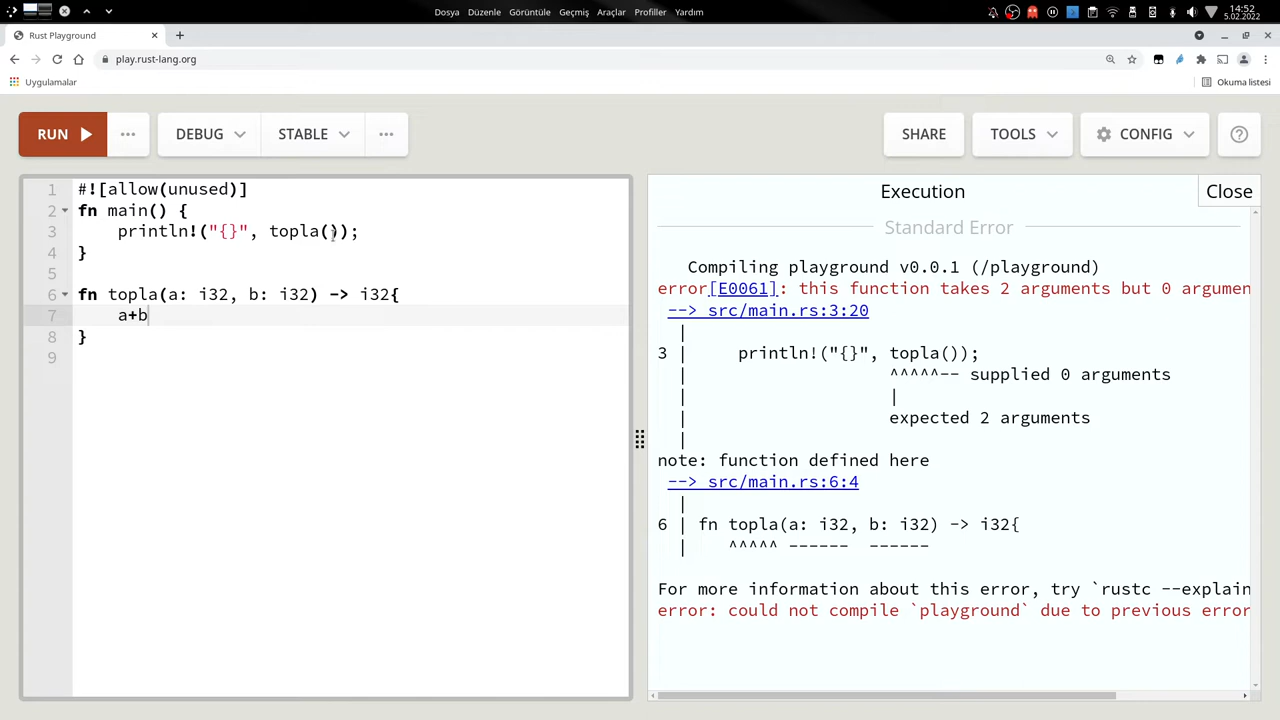 Dosya Düzenle Görüntüle Geçmiş Araçlar Profiller Yardım
14:52
5.02.2022
Rust Playground
play.rust-lang.org
Uygulamalar
Okuma listesi
RUN
DEBUG
STABLE
SHARE
TOOLS
CONFIG
1 #![allow(unused)]
2 fn main() {
3     println!("{}", topla());
4 }
5
6 fn topla(a: i32, b: i32) -> i32{
7     a+b
8 }
9
Execution
Close
Standard Error
   Compiling playground v0.0.1 (/playground)
error[E0061]: this function takes 2 arguments but 0 argumen
 --> src/main.rs:3:20
  |
3 |     println!("{}", topla());
  |                    ^^^^^-- supplied 0 arguments
  |                    |
  |                    expected 2 arguments
  |
note: function defined here
 --> src/main.rs:6:4
  |
6 | fn topla(a: i32, b: i32) -> i32{
  |    ^^^^^ ------  ------
For more information about this error, try `rustc --explain
error: could not compile `playground` due to previous error